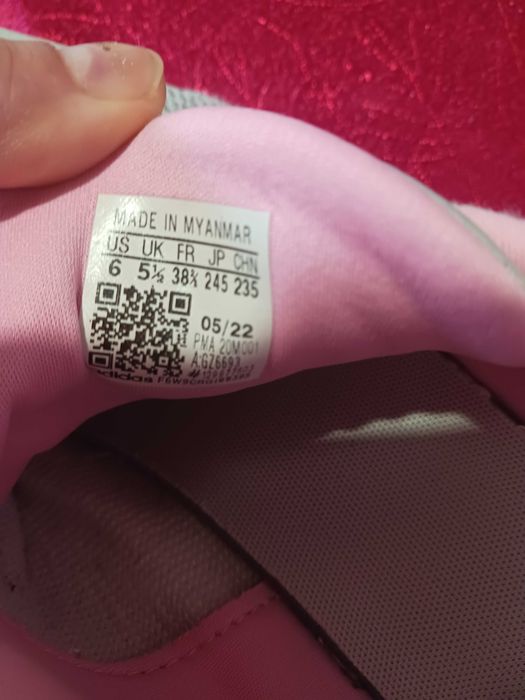 MADE IN MYANMAR
US UK FR JP CHN
6 5½ 38⅔ 245 235
05/22
PMA 20M001
adidas